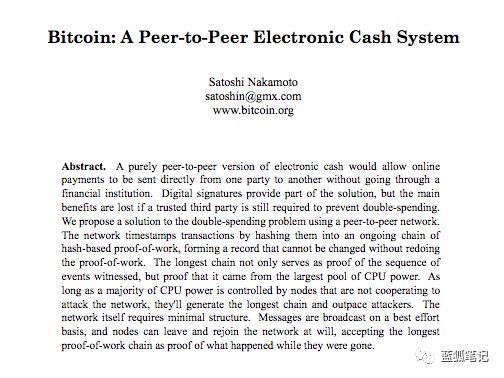 Bitcoin: A Peer-to-Peer Electronic Cash System
Satoshi Nakamoto
satoshin@gmx.com
www.bitcoin.org
Abstract. A purely peer-to-peer version of electronic cash would allow online
payments to be sent directly from one party to another without going through a
financial institution. Digital signatures provide part of the solution, but the main
benefits are lost if a trusted third party is still required to prevent double-spending.
We propose a solution to the double-spending problem using a peer-to-peer network.
The network timestamps transactions by hashing them into an ongoing chain of
hash-based proof-of-work, forming a record that cannot be changed without redoing
the proof-of-work. The longest chain not only serves as proof of the sequence of
events witnessed, but proof that it came from the largest pool of CPU power. As
long as a majority of CPU power is controlled by nodes that are not cooperating to
attack the network, they'll generate the longest chain and outpace attackers. The
network itself requires minimal structure. Messages are broadcast on a best effort
basis, and nodes can leave and rejoin the network at will, accepting the longest
proof-of-work chain as proof of what happened while they were gone.
蓝狐笔记